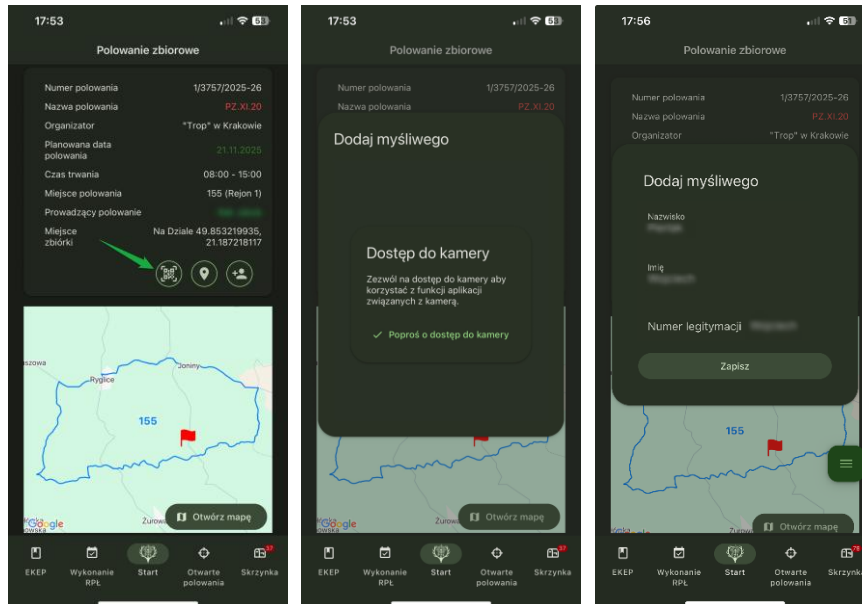 17:53
53
Polowanie zbiorowe
Numer polowania 1/3757/2025-26
Nazwa polowania PZ.XI.20
Organizator "Trop" w Krakowie
Planowana data
polowania 21.11.2025
Czas trwania 08:00 - 15:00
Miejsce polowania 155 (Rejon 1)
Prowadzący polowanie
Miejsce Na Dziale 49.853219935,
zbiórki 21.187218117
Ryglice
Joniny
155
Google
Otwórz mapę
37
EKEP
Wykonanie
RPŁ
Start
Otwarte
polowania
Skrzynka
17:53
53
Polowanie zbiorowe
Numer polowania 1/3757/2025-26
Nazwa polowania PZ.XI.20
Dodaj myśliwego
Dostęp do kamery
Zezwól na dostęp do kamery aby
korzystać z funkcji aplikacji
związanych z kamerą.
Poproś o dostęp do kamery
Google
Otwórz mapę
37
EKEP
Wykonanie
RPŁ
Start
Otwarte
polowania
Skrzynka
17:56
51
Polowanie zbiorowe
Numer polowania 1/3757/2025-26
Nazwa polowania PZ.XI.20
Organizator "Trop" w Krakowie
Dodaj myśliwego
Nazwisko
Imię
Numer legitymacji
Zapisz
155
Otwórz mapę
78
EKEP
Wykonanie
RPŁ
Start
Otwarte
polowania
Skrzynka